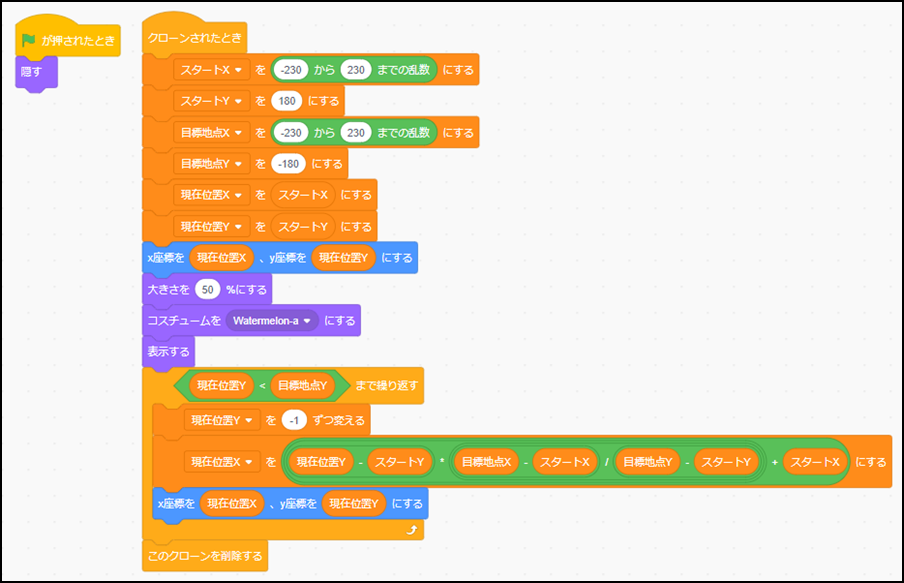 が押されたとき
隠す
クローンされたとき
スタートX を -230 から 230 までの乱数 にする
スタートY を 180 にする
目標地点X を -230 から 230 までの乱数 にする
目標地点Y を -180 にする
現在位置X を スタートX にする
現在位置Y を スタートY にする
x座標を 現在位置X 、y座標を 現在位置Y にする
大きさを 50 %にする
コスチュームを Watermelon-a にする
表示する
現在位置Y < 目標地点Y まで繰り返す
現在位置Y を -1 ずつ変える
現在位置X を 現在位置Y - スタートY * 目標地点X - スタートX / 目標地点Y - スタートY + スタートX にする
x座標を 現在位置X 、y座標を 現在位置Y にする
このクローンを削除する